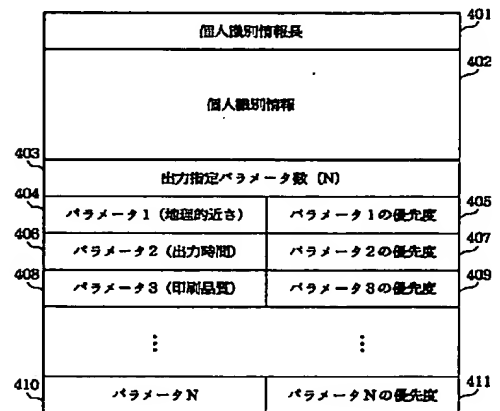 401
個人識別情報長
402
個人識別情報
403
出力指定パラメータ数 (N)
404
405
パラメータ1 (地理的近さ) パラメータ1の優先度
406
407
パラメータ2 (出力時間) パラメータ2の優先度
408
409
パラメータ3 (印刷品質) パラメータ3の優先度
⋮ ⋮
410
411
パラメータN パラメータNの優先度